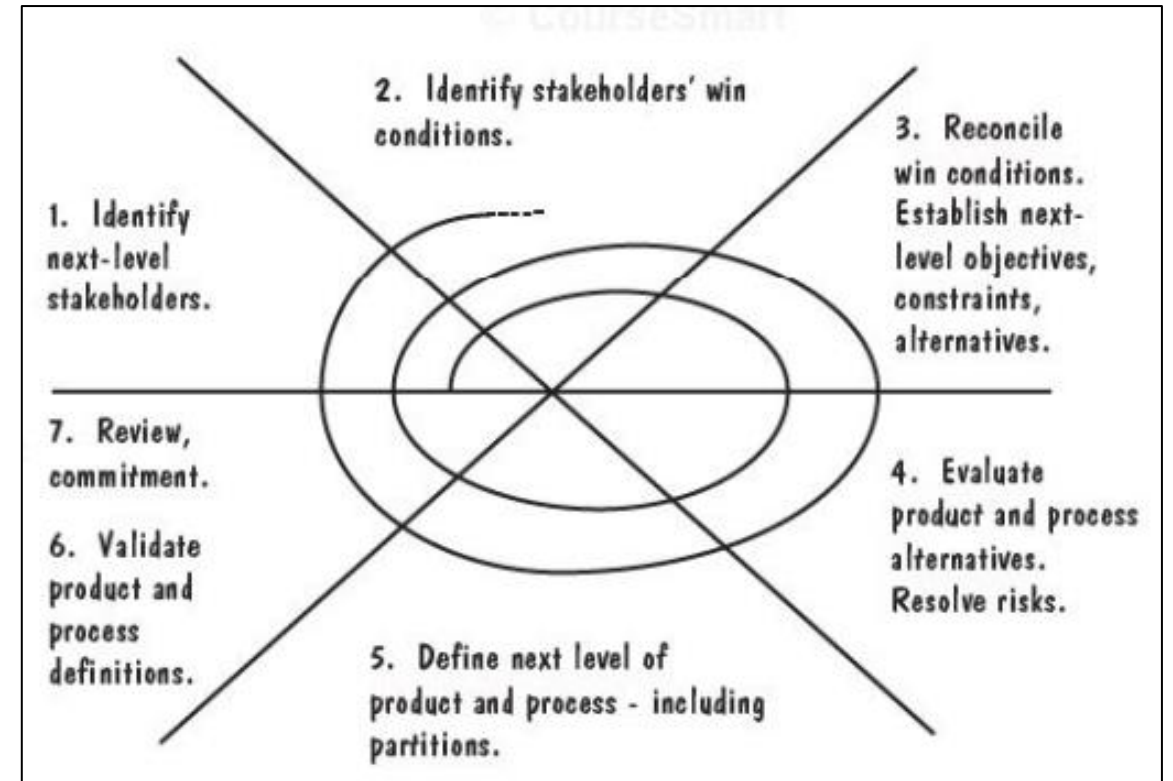 © CourseSmart
2. Identify stakeholders' win
conditions.
3. Reconcile
win conditions.
Establish next-
level objectives,
constraints,
alternatives.
1. Identify
next-level
stakeholders.
7. Review,
commitment.
6. Validate
product and
process
definitions.
4. Evaluate
product and process
alternatives.
Resolve risks.
5. Define next level of
product and process - including
partitions.